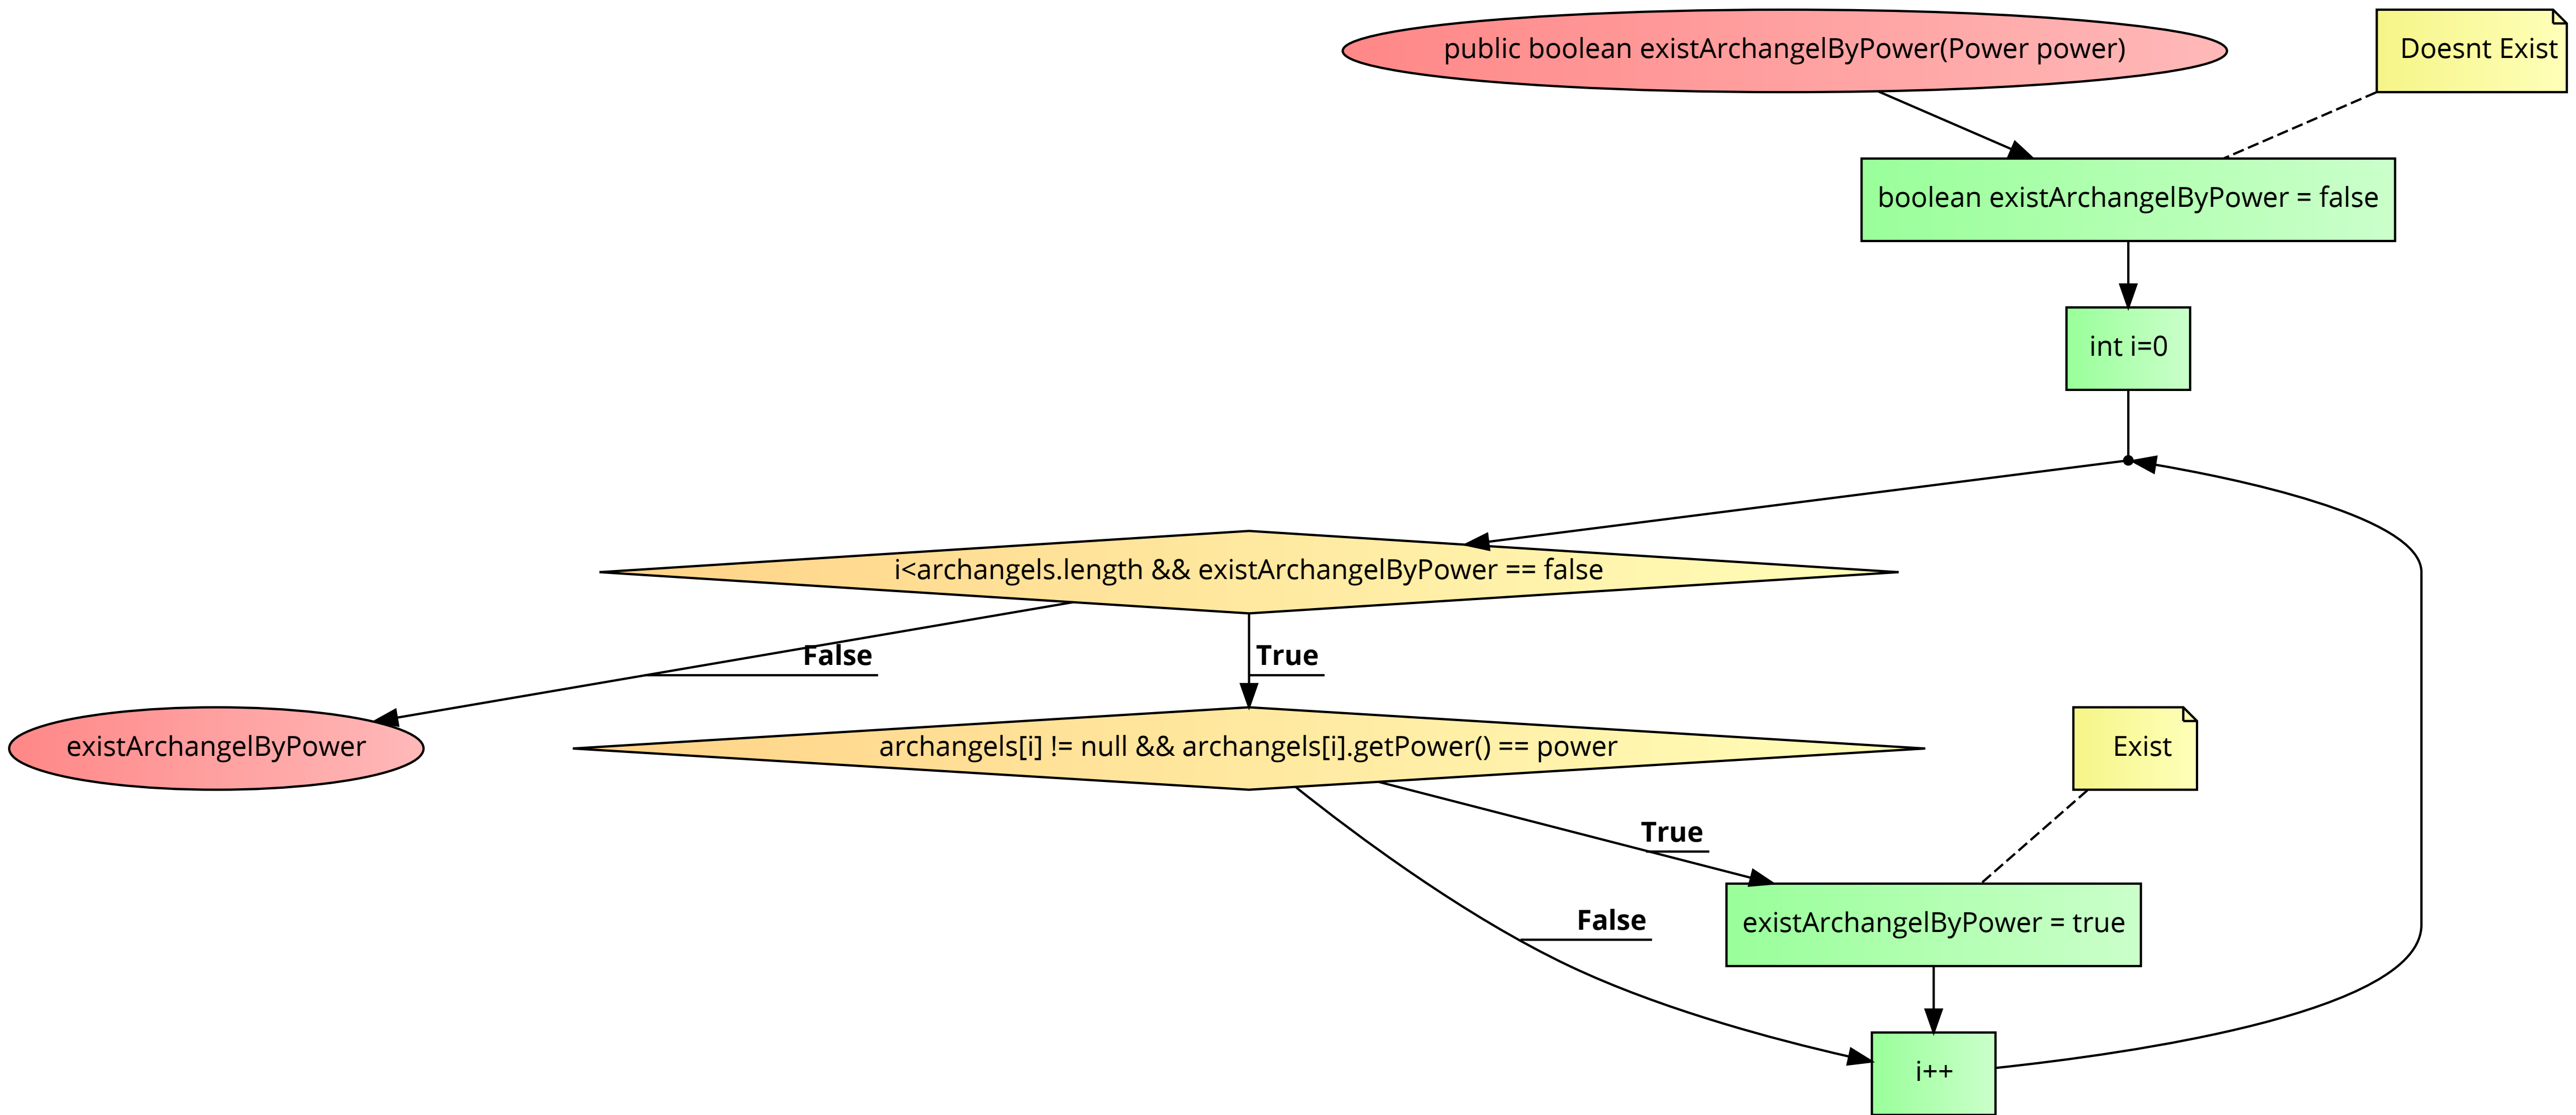 public boolean existArchangelByPower(Power power)
Doesnt Exist
boolean existArchangelByPower = false
int i=0
i<archangels.length && existArchangelByPower == false
False
True
existArchangelByPower
archangels[i] != null && archangels[i].getPower() == power
Exist
True
False
existArchangelByPower = true
i++